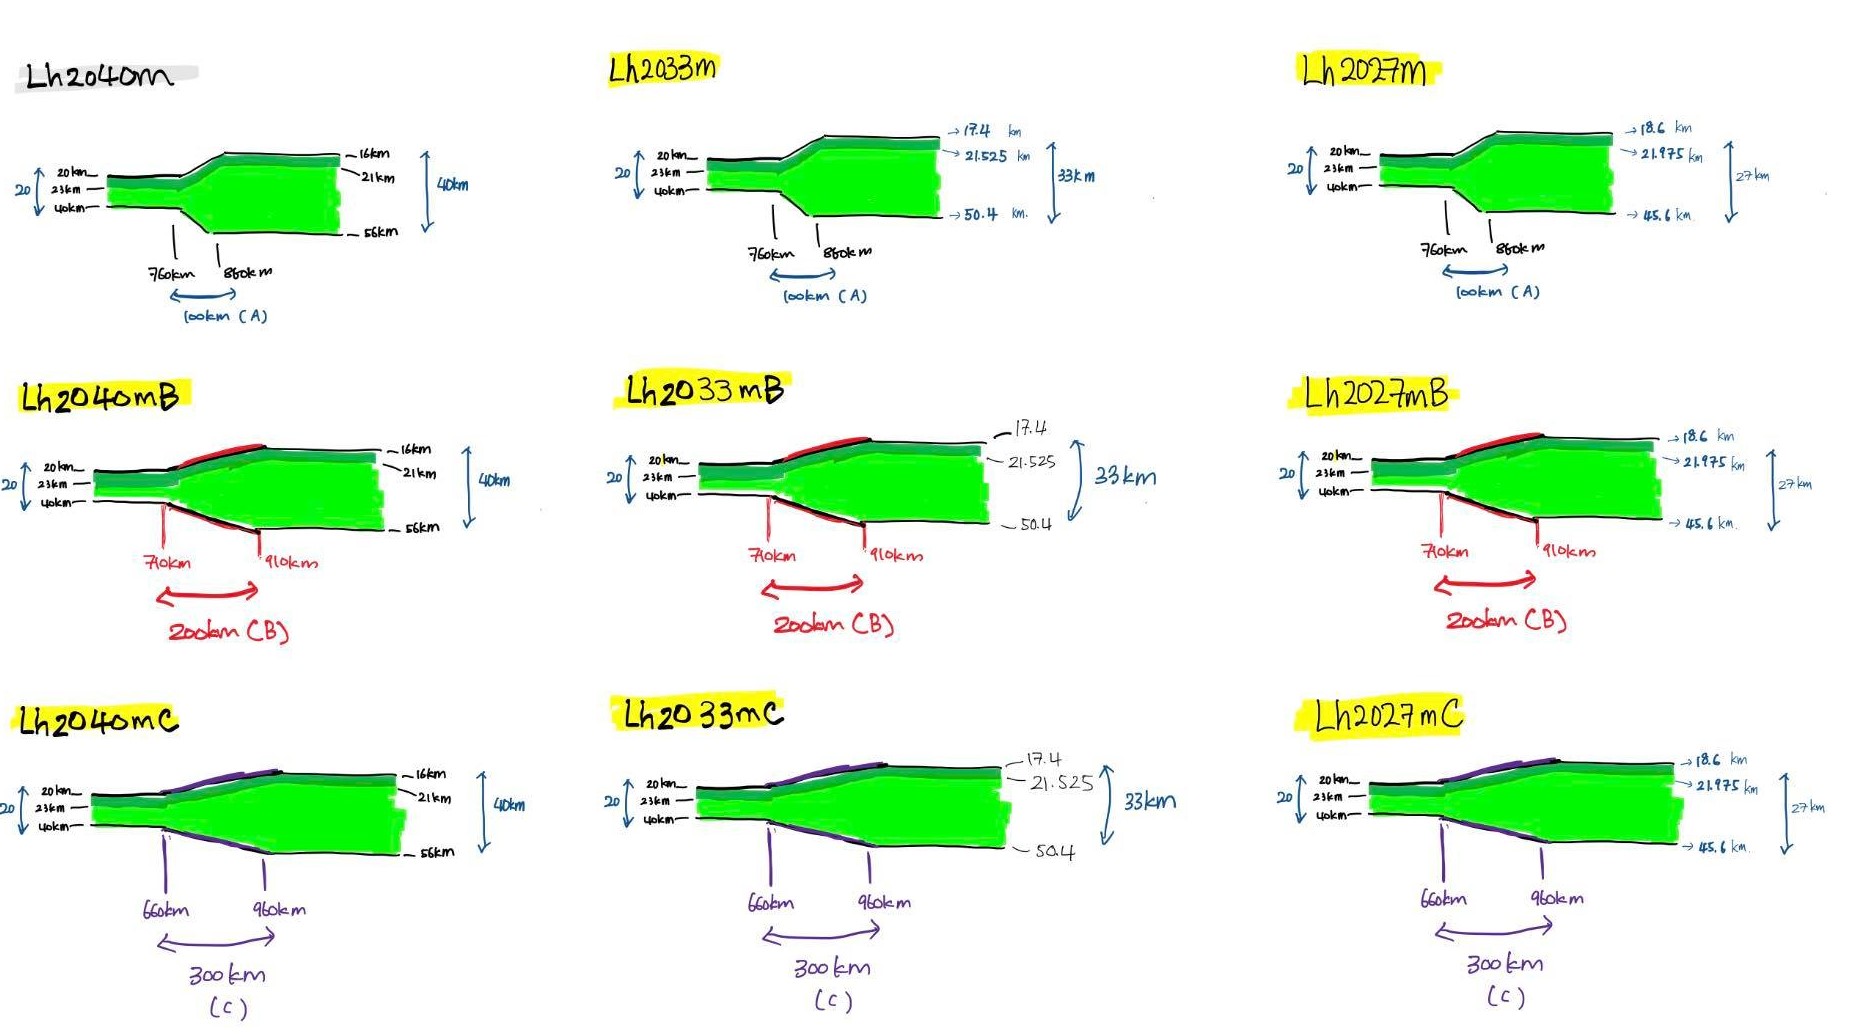 Lh2040m
20km
23km
40km
20
16km
21km
56km
40km
760km
860km
100km (A)
Lh2033m
20km
23km
40km
20
17.4 km
21.525 km
50.4 km.
33km
760km
860km
100km (A)
Lh2027m
20km
23km
40km
20
18.6 km
21.975 km
45.6 km
27km
760km
860km
100km (A)
Lh2040mB
20km
23km
40km
20
16km
21km
56km
40km
710km
910km
200km (B)
Lh2033mB
20km
23km
40km
20
17.4
21.525
50.4
33km
710km
910km
200km (B)
Lh2027mB
20km
23km
40km
20
18.6 km
21.975 km
45.6 km.
27km
710km
910km
200km (B)
Lh2040mC
20km
23km
40km
20
16km
21km
56km
40km
660km
960km
300km
(C)
Lh2033mC
20km
23km
40km
20
17.4
21.525
50.4
33km
660km
960km
300km
(C)
Lh2027mC
20km
23km
40km
20
18.6 km
21.975 km
45.6 km.
27km
660km
960km
300km
(C)